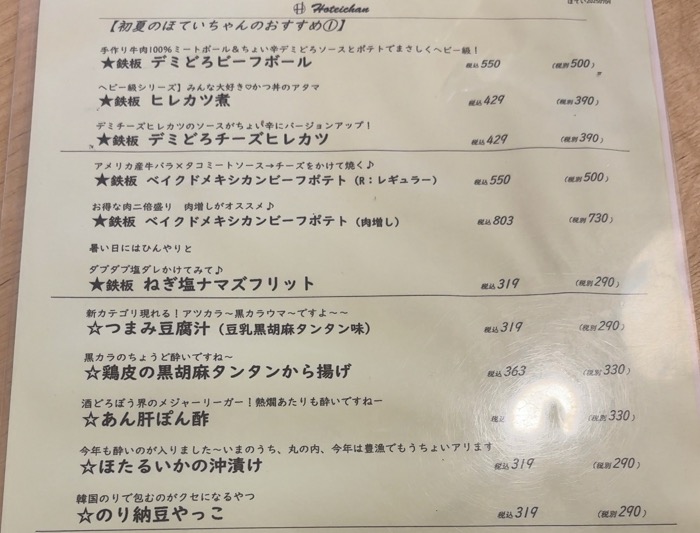 Hoteichan
【初夏のほていちゃんのおすすめ①】
手作り牛肉100％ミートボール＆ちょい辛デミどろソースとポテトでまさしくヘビー級！
★鉄板 デミどろビーフボール 税込550 (税別500)
ヘビー級シリーズ】みんな大好き♡かつ丼のアタマ
★鉄板 ヒレカツ煮 税込429 (税別390)
デミチーズヒレカツのソースがちょい辛にバージョンアップ！
★鉄板 デミどろチーズヒレカツ 税込429 (税別390)
アメリカ産牛バラ×タコミートソース→チーズをかけて焼く♪
★鉄板 ベイクドメキシカンビーフポテト（R：レギュラー） 税込550 (税別500)
お得な肉二倍盛り 肉増しがオススメ♪
★鉄板 ベイクドメキシカンビーフポテト（肉増し） 税込803 (税別730)
暑い日にはひんやりと
ダブダブ塩ダレかけてみて♪
★鉄板 ねぎ塩ナマズフリット 税込319 (税別290)
新カテゴリ現れる！アツカラ〜黒カラウマ〜ですよ〜〜
☆つまみ豆腐汁（豆乳黒胡麻タンタン味） 税込319 (税別290)
黒カラのちょうど酔いですね〜
☆鶏皮の黒胡麻タンタンから揚げ 税込363 (税別330)
酒どろぼう界のメジャーリーガー！熱燗あたりも酔いですねー
☆あん肝ぽん酢 (税別330)
今年も酔いのが入りました〜いまのうち、丸の内、今年は豊漁でもうちょいアリます
☆ほたるいかの沖漬け 税込319 (税別290)
韓国のりで包むのがクセになるやつ
☆のり納豆やっこ 税込319 (税別290)